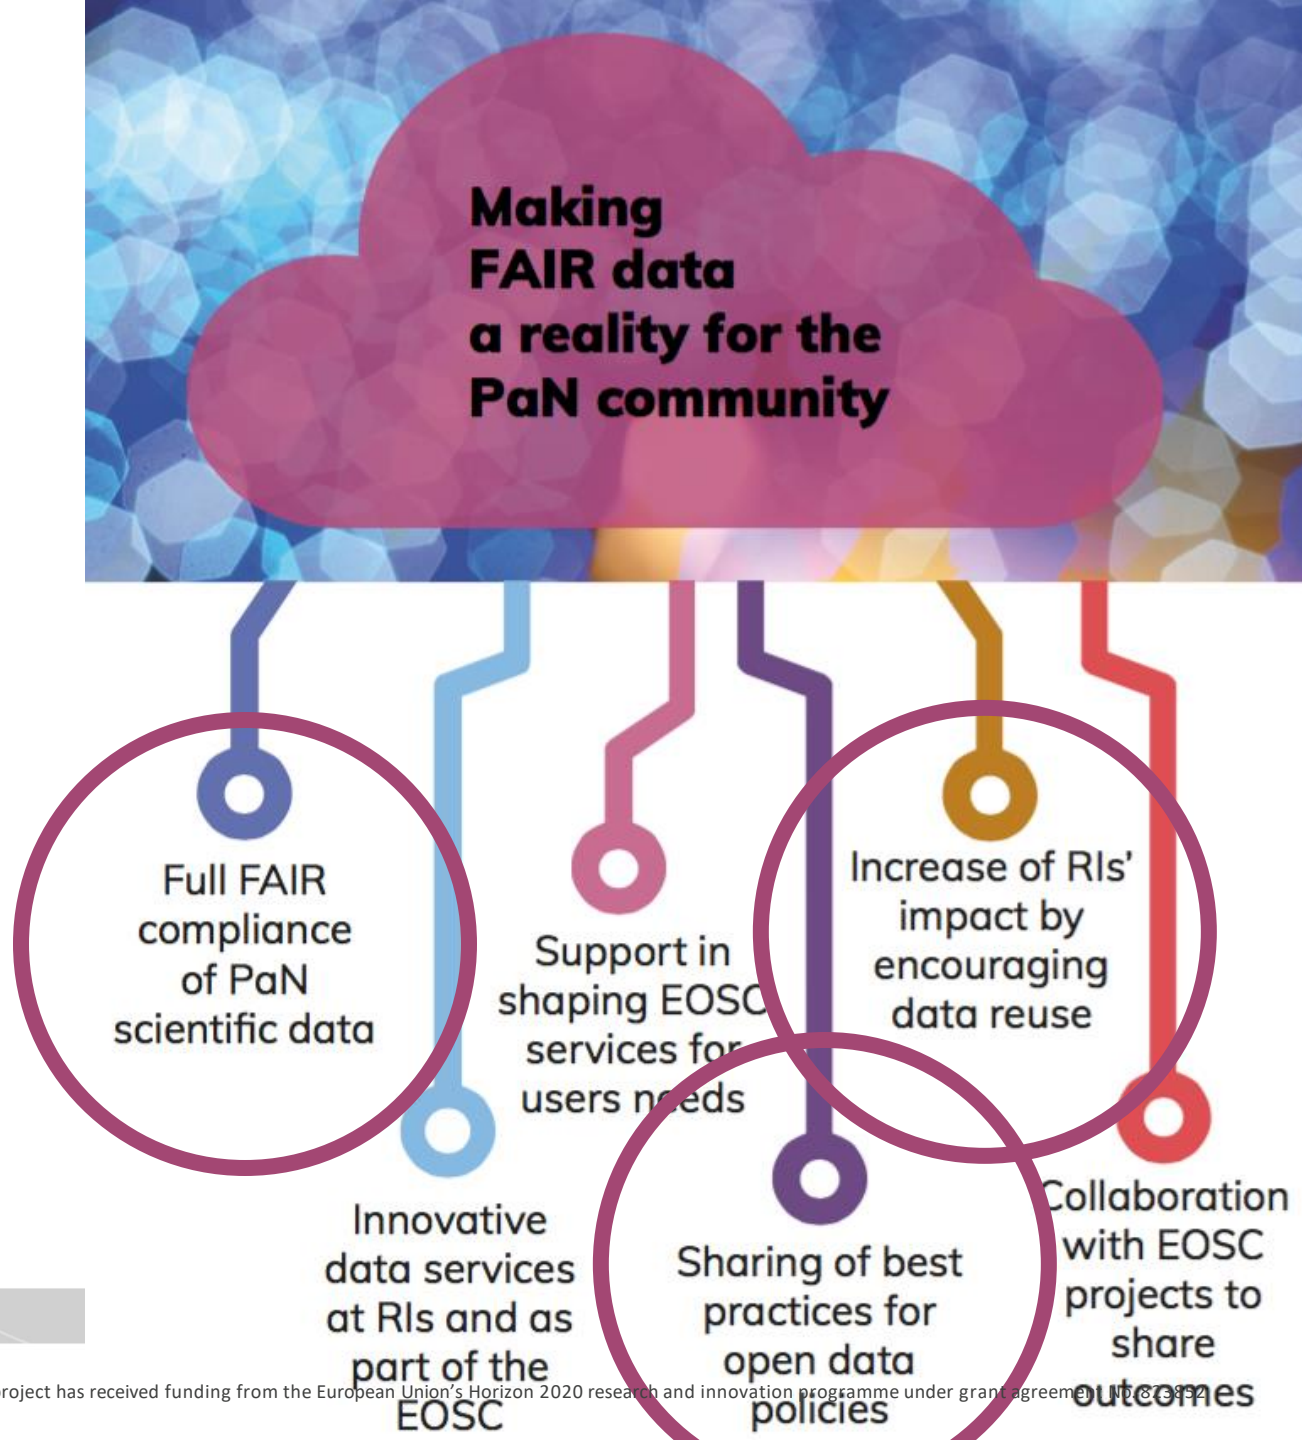 Making
FAIR data
a reality for the
PaN community
Full FAIR
compliance
of PaN
scientific data
Innovative
data services
at RIs and as
part of the
EOSC
Support in
shaping EOSC
services for
users needs
Sharing of best
practices for
open data
policies
Increase of RIs’
impact by
encouraging
data reuse
Collaboration
with EOSC
projects to
share
outcomes
project has received funding from the European Union’s Horizon 2020 research and innovation programme under grant agreement No. 823852